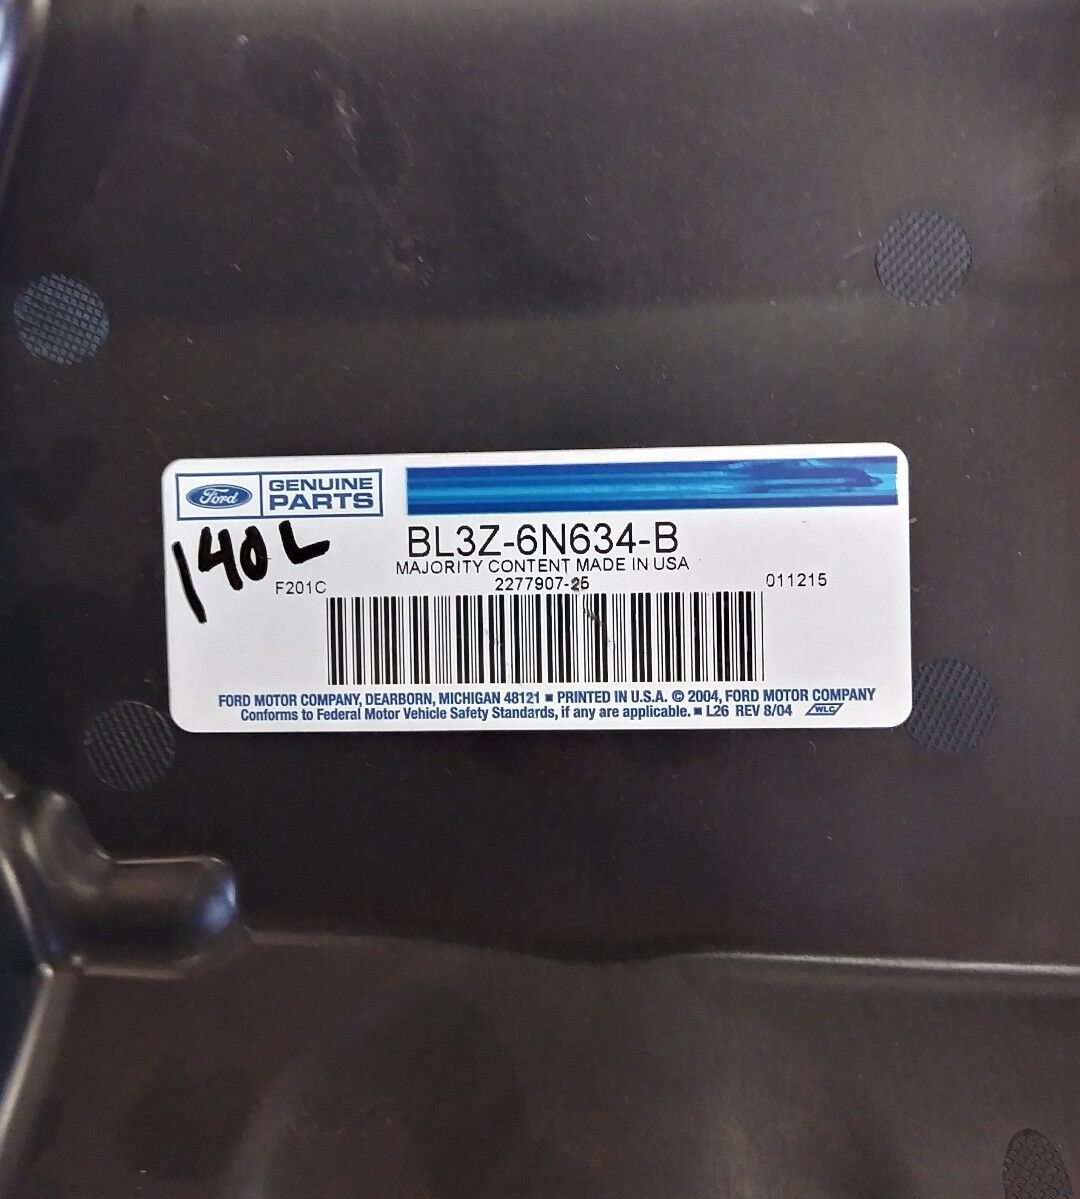 Ford GENUINE
PARTS
140L
BL3Z-6N634-B
MAJORITY CONTENT MADE IN USA
F201C 2277907-25 011215
FORD MOTOR COMPANY, DEARBORN, MICHIGAN 48121 ■ PRINTED IN U.S.A. © 2004, FORD MOTOR COMPANY
Conforms to Federal Motor Vehicle Safety Standards, if any are applicable. ■ L26 REV 8/04 WLC